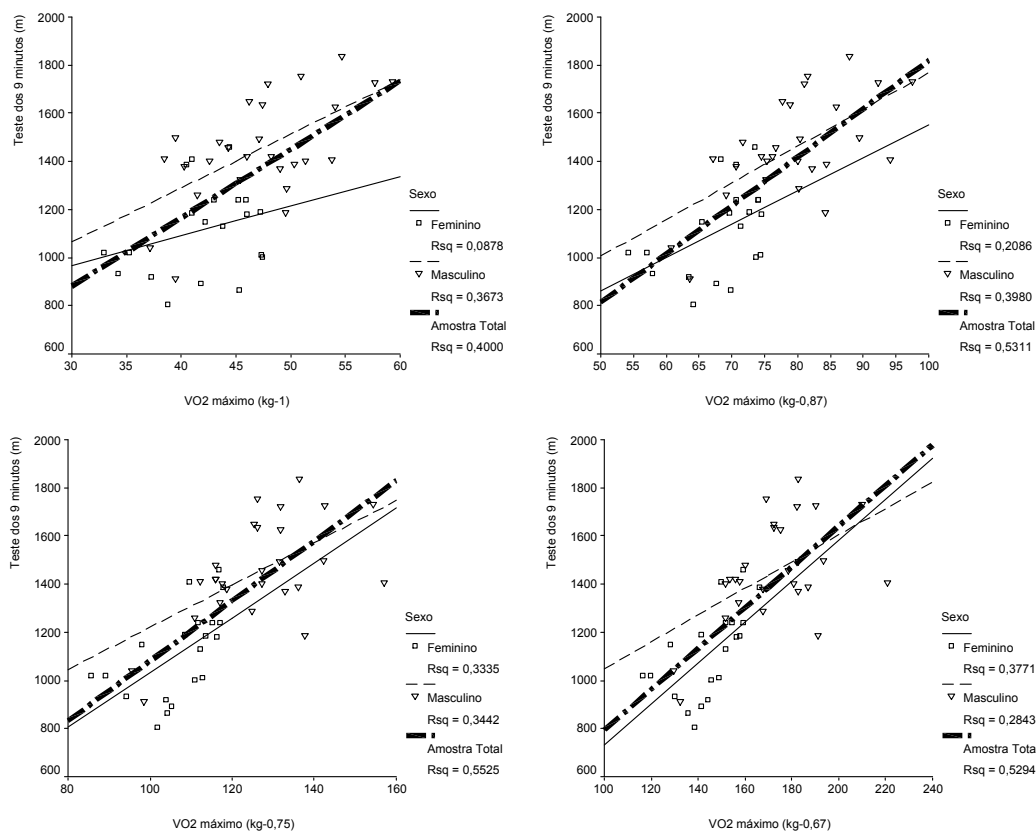 Teste dos 9 minutos (m)
2000
1800
1600
1400
1200
1000
800
600
30
35
40
45
50
55
60
VO2 máximo (kg-1)
Sexo
Feminino
Rsq = 0,0878
Masculino
Rsq = 0,3673
Amostra Total
Rsq = 0,4000
Teste dos 9 minutos (m)
2000
1800
1600
1400
1200
1000
800
600
50
55
60
65
70
75
80
85
90
95
100
VO2 máximo (kg-0,87)
Sexo
Feminino
Rsq = 0,2086
Masculino
Rsq = 0,3980
Amostra Total
Rsq = 0,5311
Teste dos 9 minutos (m)
2000
1800
1600
1400
1200
1000
800
600
80
100
120
140
160
VO2 máximo (kg-0,75)
Sexo
Feminino
Rsq = 0,3335
Masculino
Rsq = 0,3442
Amostra Total
Rsq = 0,5525
Teste dos 9 minutos (m)
2000
1800
1600
1400
1200
1000
800
600
100
120
140
160
180
200
220
240
VO2 máximo (kg-0,67)
Sexo
Feminino
Rsq = 0,3771
Masculino
Rsq = 0,2843
Amostra Total
Rsq = 0,5294